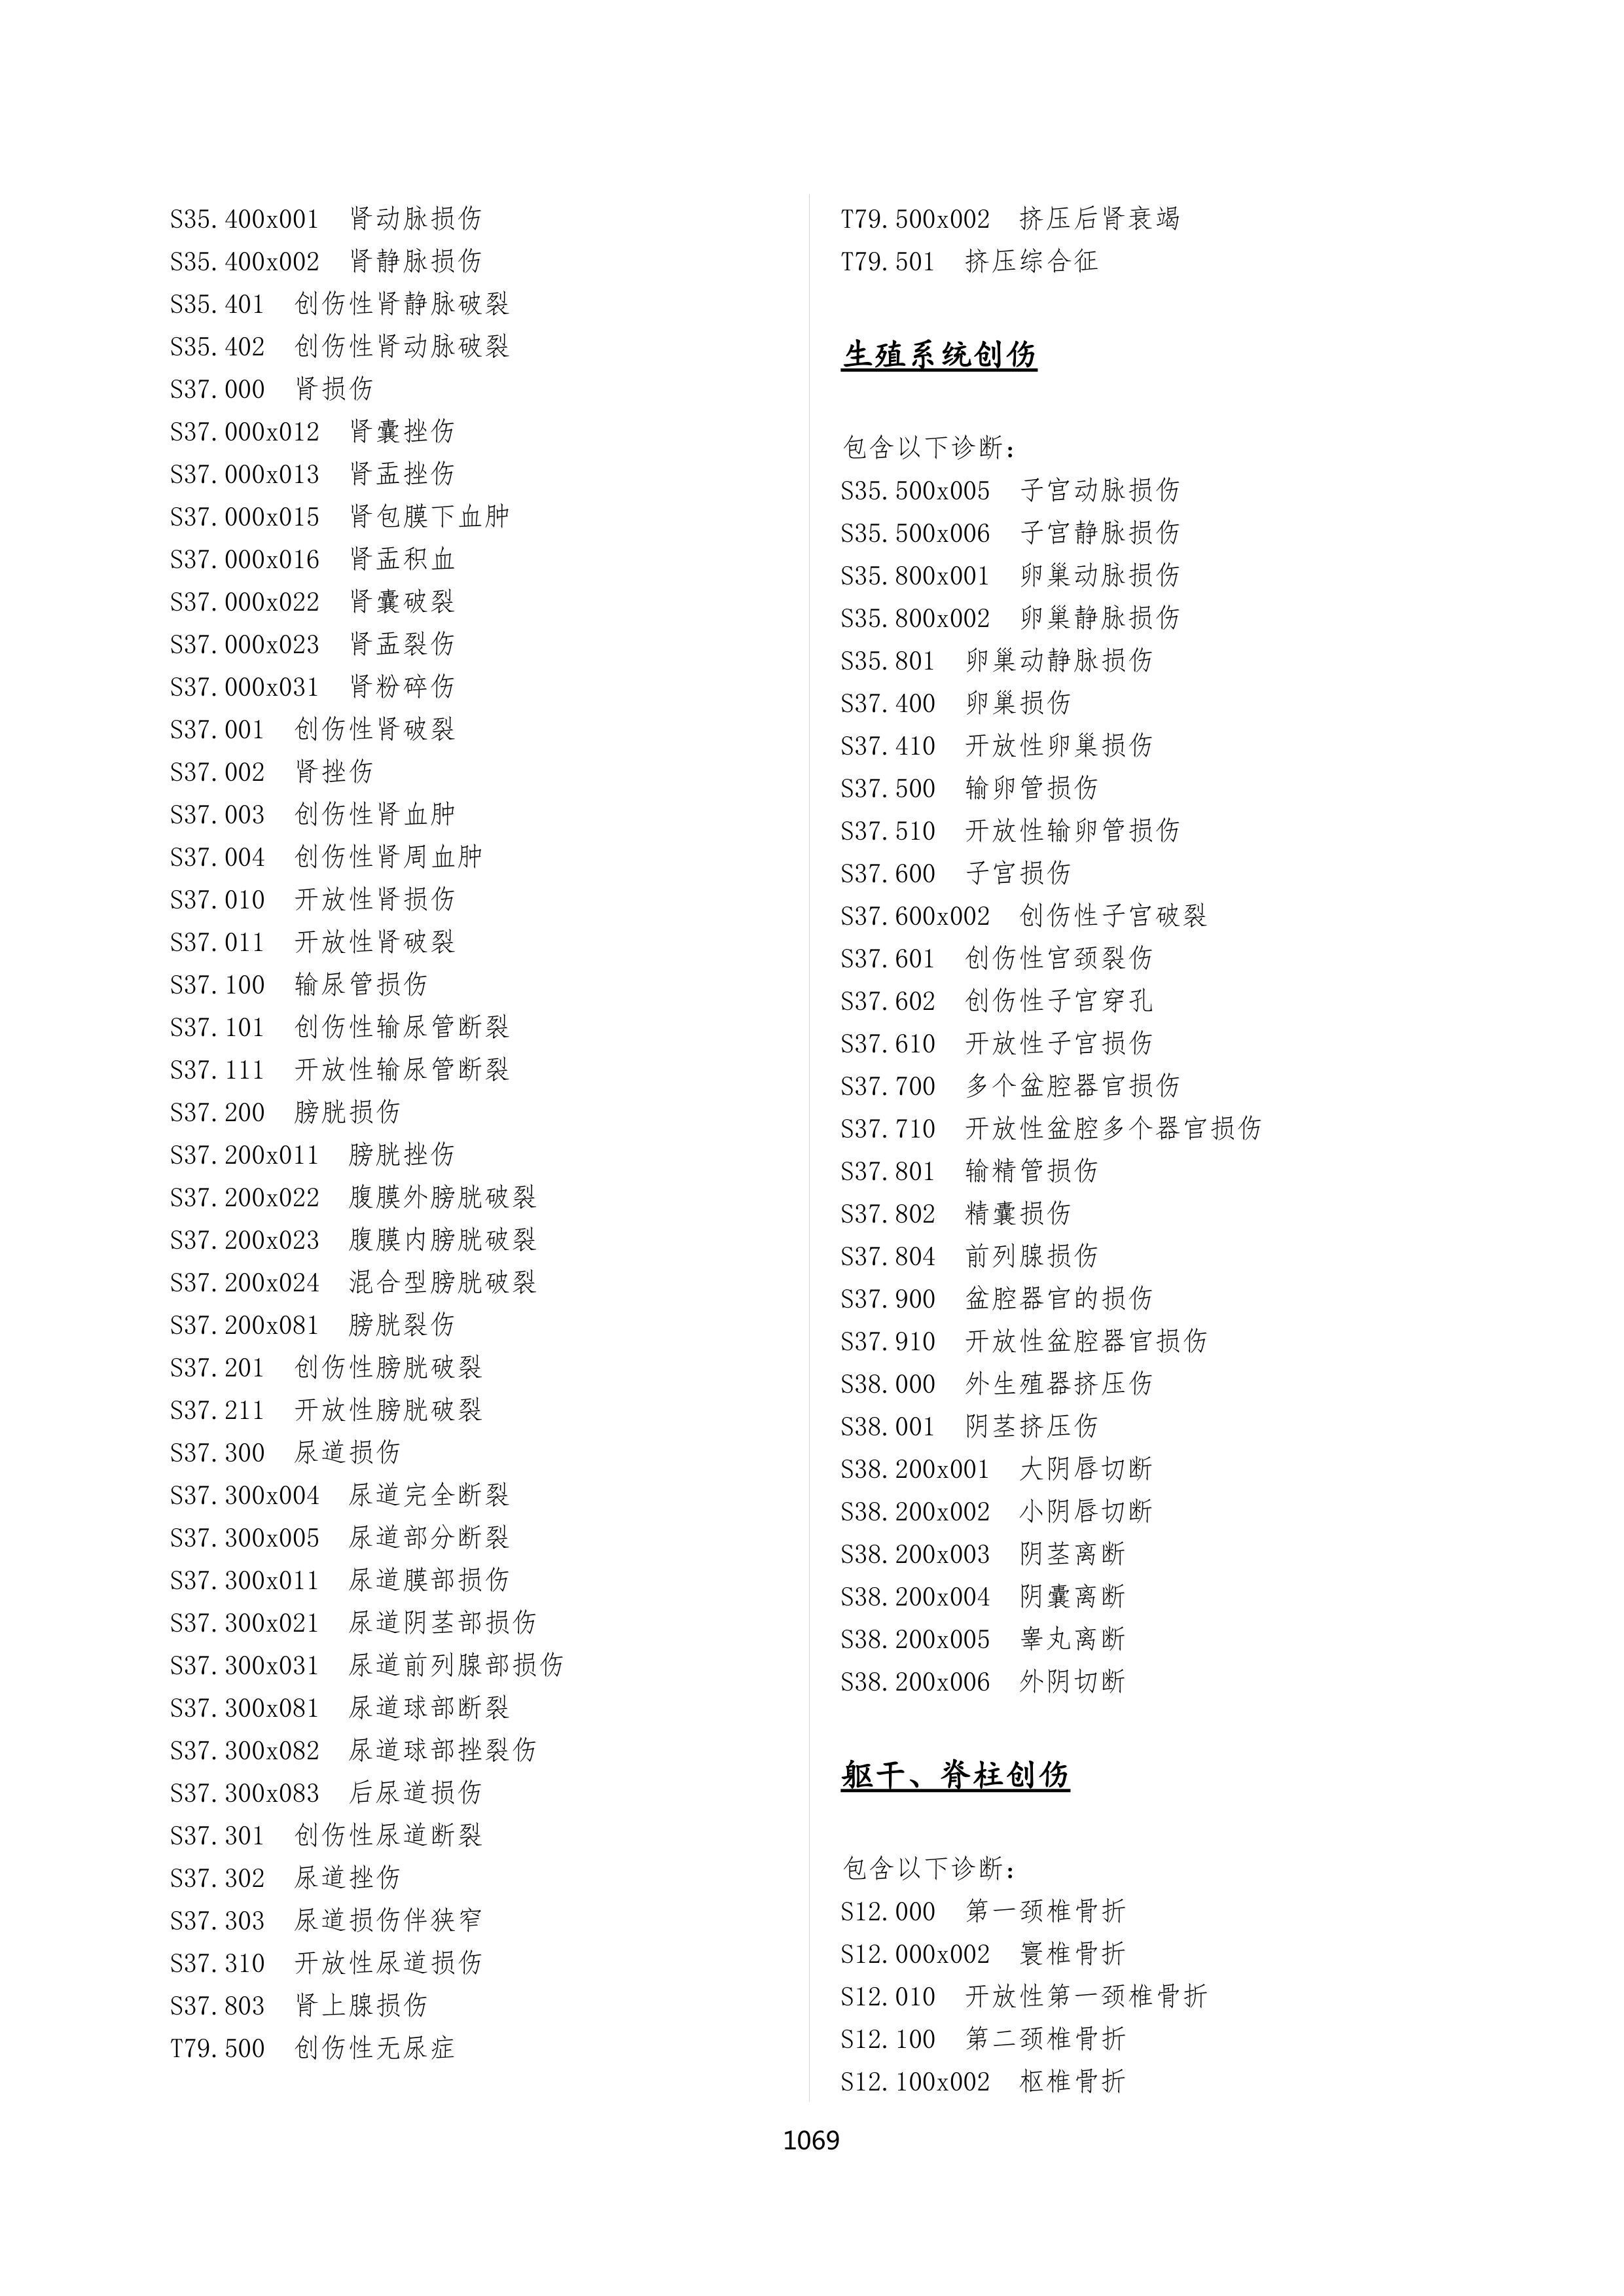 S35.400x001 肾动脉损伤
S35.400x002 肾静脉损伤
S35.401 创伤性肾静脉破裂
S35.402 创伤性肾动脉破裂
S37.000 肾损伤
S37.000x012 肾囊挫伤
S37.000x013 肾盂挫伤
S37.000x015 肾包膜下血肿
S37.000x016 肾盂积血
S37.000x022 肾囊破裂
S37.000x023 肾盂裂伤
S37.000x031 肾粉碎伤
S37.001 创伤性肾破裂
S37.002 肾挫伤
S37.003 创伤性肾血肿
S37.004 创伤性肾周血肿
S37.010 开放性肾损伤
S37.011 开放性肾破裂
S37.100 输尿管损伤
S37.101 创伤性输尿管断裂
S37.111 开放性输尿管断裂
S37.200 膀胱损伤
S37.200x011 膀胱挫伤
S37.200x022 腹膜外膀胱破裂
S37.200x023 腹膜内膀胱破裂
S37.200x024 混合型膀胱破裂
S37.200x081 膀胱裂伤
S37.201 创伤性膀胱破裂
S37.211 开放性膀胱破裂
S37.300 尿道损伤
S37.300x004 尿道完全断裂
S37.300x005 尿道部分断裂
S37.300x011 尿道膜部损伤
S37.300x021 尿道阴茎部损伤
S37.300x031 尿道前列腺部损伤
S37.300x081 尿道球部断裂
S37.300x082 尿道球部挫裂伤
S37.300x083 后尿道损伤
S37.301 创伤性尿道断裂
S37.302 尿道挫伤
S37.303 尿道损伤伴狭窄
S37.310 开放性尿道损伤
S37.803 肾上腺损伤
T79.500 创伤性无尿症
T79.500x002 挤压后肾衰竭
T79.501 挤压综合征
生殖系统创伤
包含以下诊断：
S35.500x005 子宫动脉损伤
S35.500x006 子宫静脉损伤
S35.800x001 卵巢动脉损伤
S35.800x002 卵巢静脉损伤
S35.801 卵巢动静脉损伤
S37.400 卵巢损伤
S37.410 开放性卵巢损伤
S37.500 输卵管损伤
S37.510 开放性输卵管损伤
S37.600 子宫损伤
S37.600x002 创伤性子宫破裂
S37.601 创伤性宫颈裂伤
S37.602 创伤性子宫穿孔
S37.610 开放性子宫损伤
S37.700 多个盆腔器官损伤
S37.710 开放性盆腔多个器官损伤
S37.801 输精管损伤
S37.802 精囊损伤
S37.804 前列腺损伤
S37.900 盆腔器官的损伤
S37.910 开放性盆腔器官损伤
S38.000 外生殖器挤压伤
S38.001 阴茎挤压伤
S38.200x001 大阴唇切断
S38.200x002 小阴唇切断
S38.200x003 阴茎离断
S38.200x004 阴囊离断
S38.200x005 睾丸离断
S38.200x006 外阴切断
躯干、脊柱创伤
包含以下诊断：
S12.000 第一颈椎骨折
S12.000x002 寰椎骨折
S12.010 开放性第一颈椎骨折
S12.100 第二颈椎骨折
S12.100x002 枢椎骨折
1069